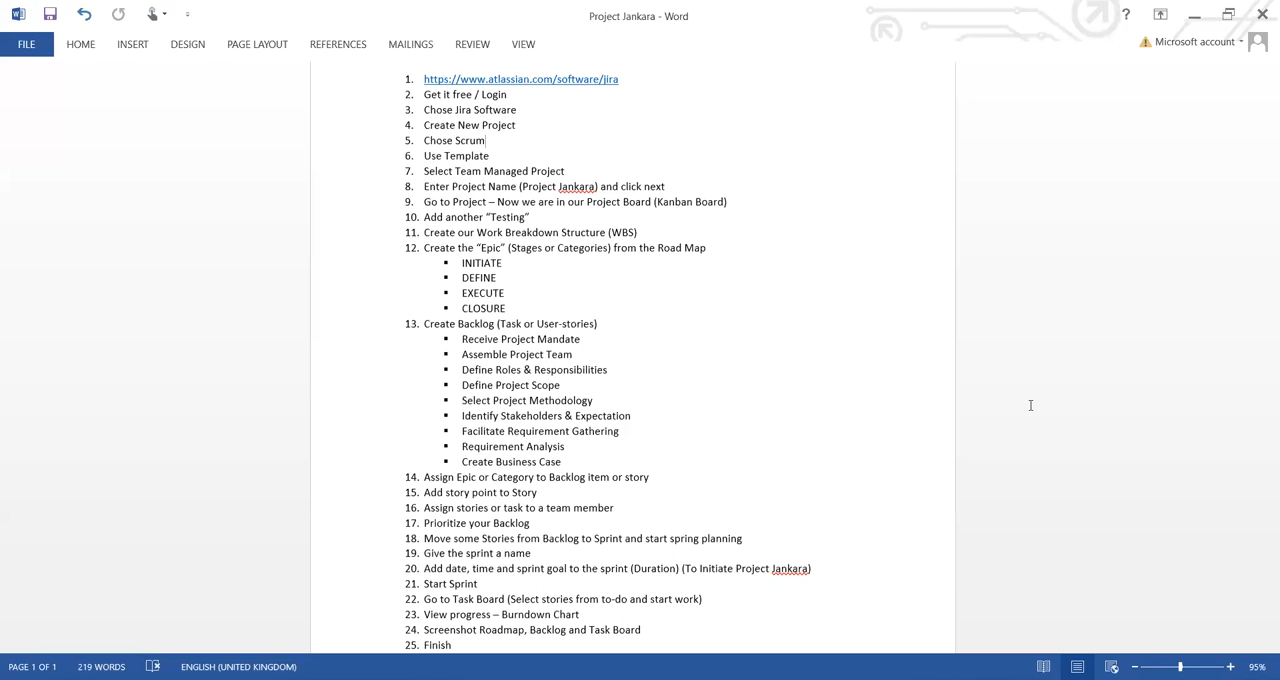 Project Jankara - Word
?
Microsoft account
FILE HOME INSERT DESIGN PAGE LAYOUT REFERENCES MAILINGS REVIEW VIEW
1. https://www.atlassian.com/software/jira
2. Get it free / Login
3. Chose Jira Software
4. Create New Project
5. Chose Scrum
6. Use Template
7. Select Team Managed Project
8. Enter Project Name (Project Jankara) and click next
9. Go to Project – Now we are in our Project Board (Kanban Board)
10. Add another “Testing”
11. Create our Work Breakdown Structure (WBS)
12. Create the “Epic” (Stages or Categories) from the Road Map
▪ INITIATE
▪ DEFINE
▪ EXECUTE
▪ CLOSURE
13. Create Backlog (Task or User-stories)
▪ Receive Project Mandate
▪ Assemble Project Team
▪ Define Roles & Responsibilities
▪ Define Project Scope
▪ Select Project Methodology
▪ Identify Stakeholders & Expectation
▪ Facilitate Requirement Gathering
▪ Requirement Analysis
▪ Create Business Case
14. Assign Epic or Category to Backlog item or story
15. Add story point to Story
16. Assign stories or task to a team member
17. Prioritize your Backlog
18. Move some Stories from Backlog to Sprint and start spring planning
19. Give the sprint a name
20. Add date, time and sprint goal to the sprint (Duration) (To Initiate Project Jankara)
21. Start Sprint
22. Go to Task Board (Select stories from to-do and start work)
23. View progress – Burndown Chart
24. Screenshot Roadmap, Backlog and Task Board
25. Finish
PAGE 1 OF 1 219 WORDS ENGLISH (UNITED KINGDOM) 95%